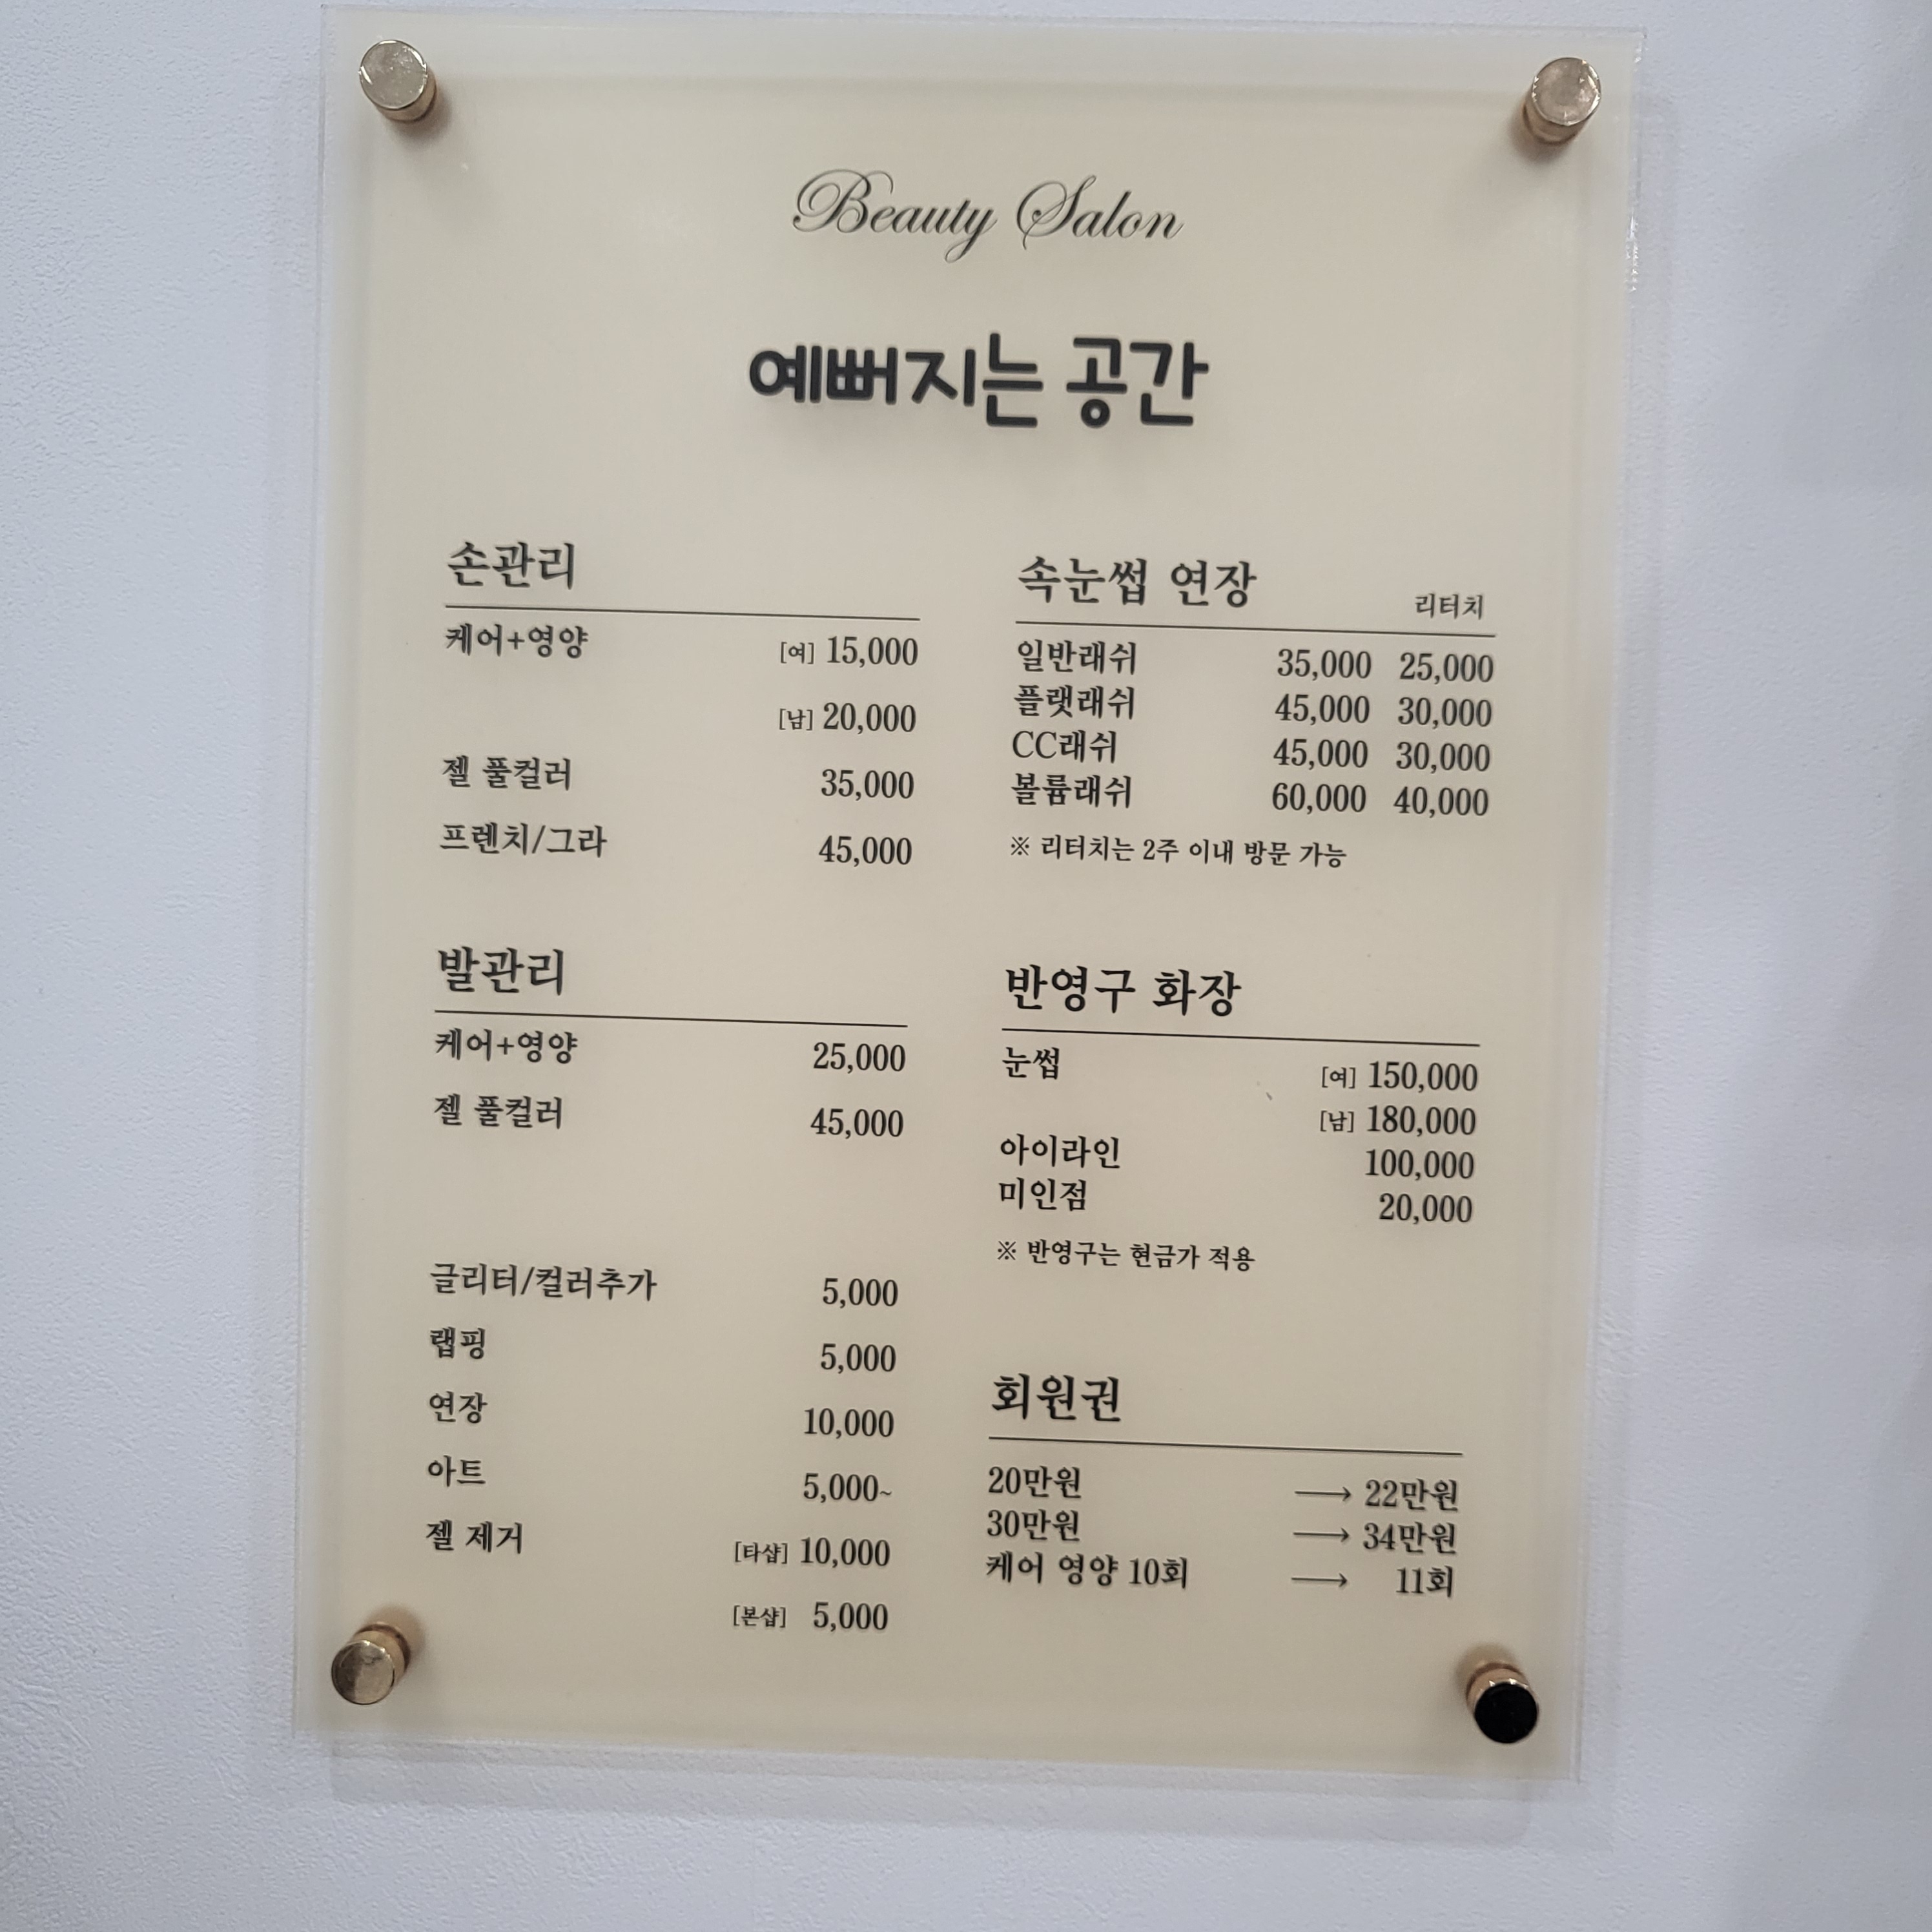 Beauty Salon
예뻐지는 공간
손관리
케어+영양 [여] 15,000
[남] 20,000
젤 풀컬러 35,000
프렌치/그라 45,000
발관리
케어+영양 25,000
젤 풀컬러 45,000
글리터/컬러추가 5,000
랩핑 5,000
연장 10,000
아트 5,000~
젤 제거 [타샵] 10,000
[본샵] 5,000
속눈썹 연장 리터치
일반래쉬 35,000 25,000
플랫래쉬 45,000 30,000
CC래쉬 45,000 30,000
볼륨래쉬 60,000 40,000
※ 리터치는 2주 이내 방문 가능
반영구 화장
눈썹 [여] 150,000
[남] 180,000
아이라인 100,000
미인점 20,000
※ 반영구는 현금가 적용
회원권
20만원 → 22만원
30만원 → 34만원
케어 영양 10회 → 11회